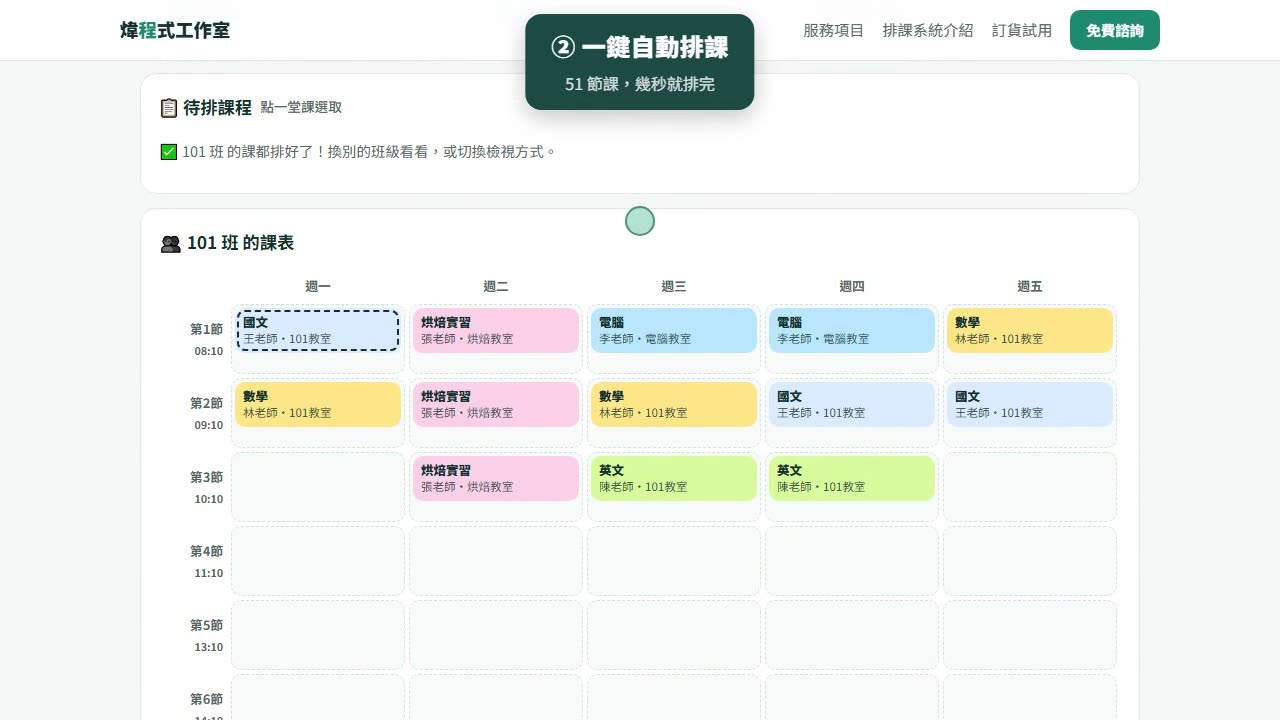 煒程式工作室
服務項目
排課系統介紹
訂貨試用
免費諮詢
② 一鍵自動排課
51 節課，幾秒就排完
待排課程 點一堂課選取
101 班 的課都排好了！換別的班級看看，或切換檢視方式。
101 班 的課表
週一 週二 週三 週四 週五
第1節
08:10
國文
王老師・101教室
烘焙實習
張老師・烘焙教室
電腦
李老師・電腦教室
電腦
李老師・電腦教室
數學
林老師・101教室
第2節
09:10
數學
林老師・101教室
烘焙實習
張老師・烘焙教室
數學
林老師・101教室
國文
王老師・101教室
國文
王老師・101教室
第3節
10:10
烘焙實習
張老師・烘焙教室
英文
陳老師・101教室
英文
陳老師・101教室
第4節
11:10
第5節
13:10
第6節